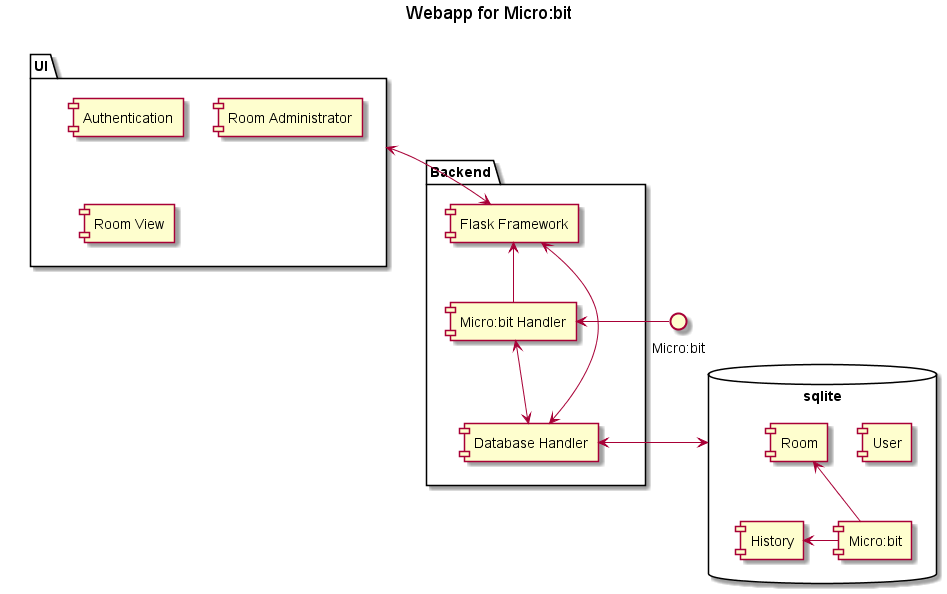 Webapp for Micro:bit
UI
Authentication
Room Administrator
Room View
Backend
Flask Framework
Micro:bit Handler
Database Handler
Micro:bit
sqlite
Room
User
History
Micro:bit